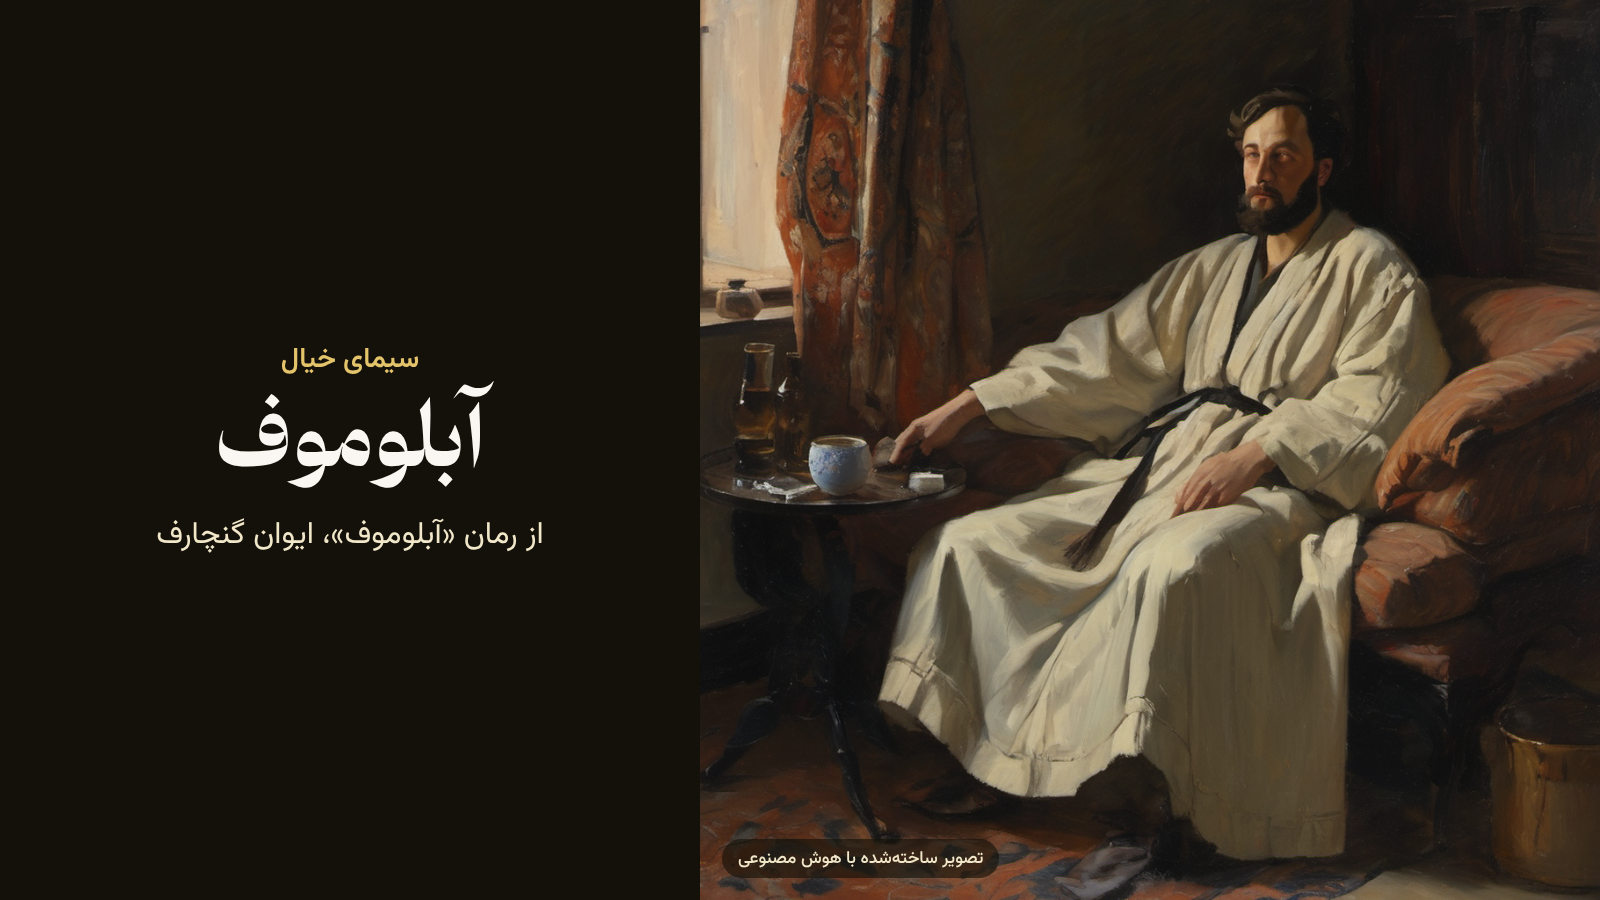 سیمای خیال
آبلوموف
از رمان «آبلوموف»، ایوان گنچارف
تصویر ساخته‌شده با هوش مصنوعی